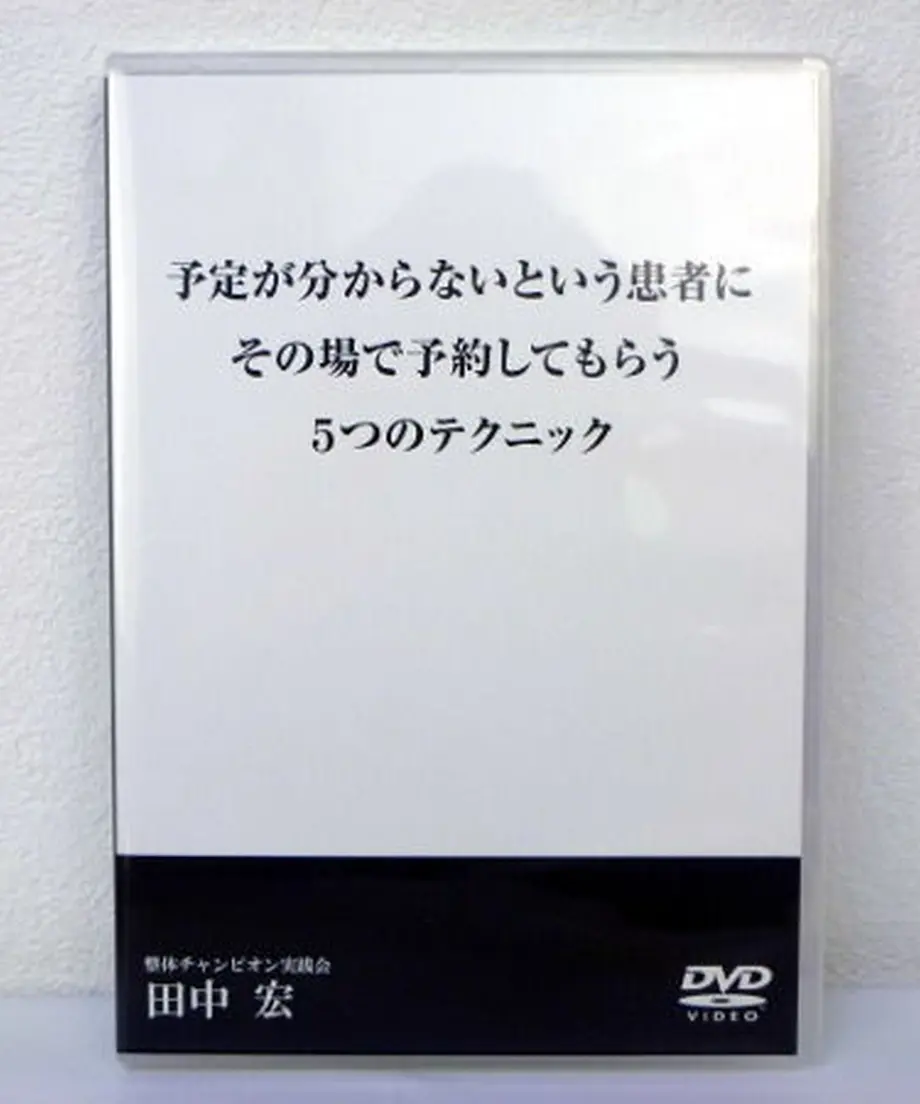 予定が分からないという患者に
その場で予約してもらう
5つのテクニック
整体チャンピオン実践会
田中 宏
DVD
VIDEO